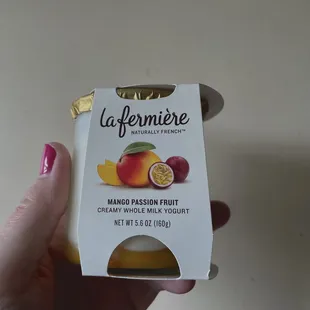 la fermière
NATURALLY FRENCH™
MANGO PASSION FRUIT
CREAMY WHOLE MILK YOGURT
NET WT 5.6 OZ (160g)